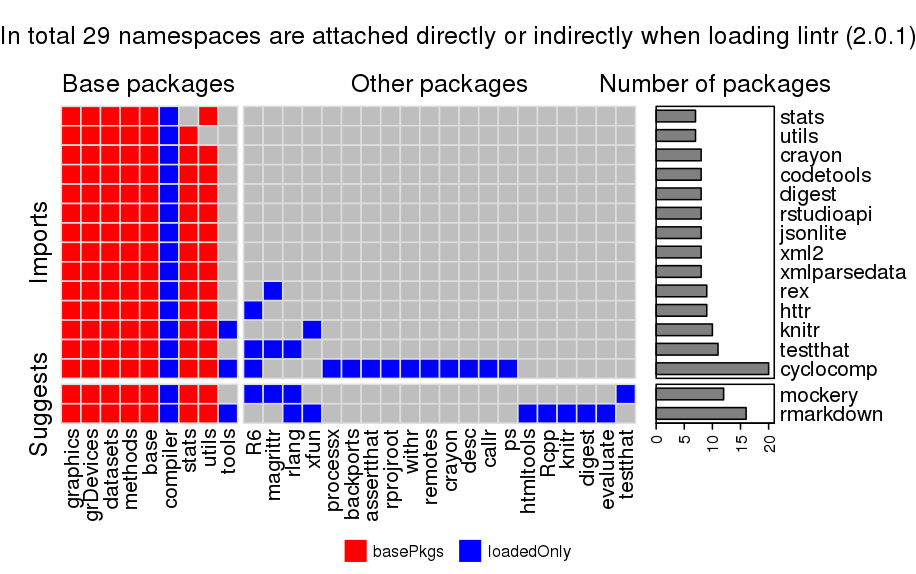 In total 29 namespaces are attached directly or indirectly when loading lintr (2.0.1)
Base packages
Other packages
Number of packages
Imports
Suggests
stats
utils
crayon
codetools
digest
rstudioapi
jsonlite
xml2
xmlparsedata
rex
httr
knitr
testthat
cyclocomp
mockery
rmarkdown
graphics
grDevices
datasets
methods
base
compiler
stats
utils
tools
R6
magrittr
rlang
xfun
processx
backports
assertthat
rprojroot
withr
remotes
crayon
desc
callr
ps
htmltools
Rcpp
knitr
digest
evaluate
testthat
0
5
10
15
20
basePkgs
loadedOnly